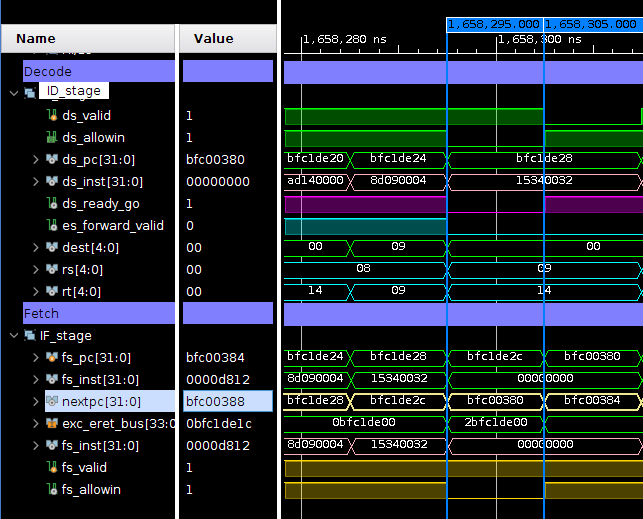 Name Value
1,658,295.000 1,658,305.000
1,658,280 ns 1,658,300 ns
Decode
ID_stage
ds_valid 1
ds_allowin 1
ds_pc[31:0] bfc00380 bfc1de20 bfc1de24 bfc1de28
ds_inst[31:0] 00000000 ad140000 8d090004 15340032
ds_ready_go 1
es_forward_valid 0
dest[4:0] 00 00 09 00
rs[4:0] 00 08 09
rt[4:0] 00 14 09 14
Fetch
IF_stage
fs_pc[31:0] bfc00384 bfc1de24 bfc1de28 bfc1de2c bfc00380
fs_inst[31:0] 0000d812 8d090004 15340032 00000000
nextpc[31:0] bfc00388 bfc1de28 bfc1de2c bfc00380 bfc00384
exc_eret_bus[33:0 0bfc1de1c 0bfc1de00 2bfc1de00
fs_inst[31:0] 0000d812 8d090004 15340032 00000000
fs_valid 1
fs_allowin 1